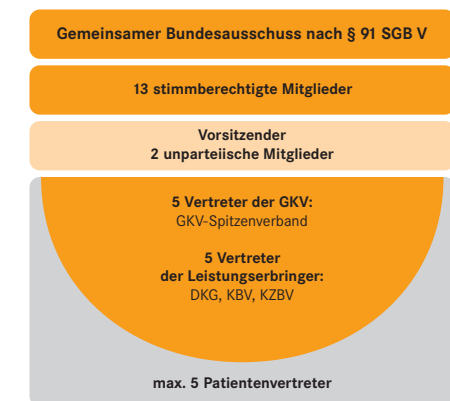 Gemeinsamer Bundesausschuss nach § 91 SGB V
13 stimmberechtigte Mitglieder
Vorsitzender
2 unparteiische Mitglieder
5 Vertreter der GKV:
GKV-Spitzenverband
5 Vertreter
der Leistungserbringer:
DKG, KBV, KZBV
max. 5 Patientenvertreter